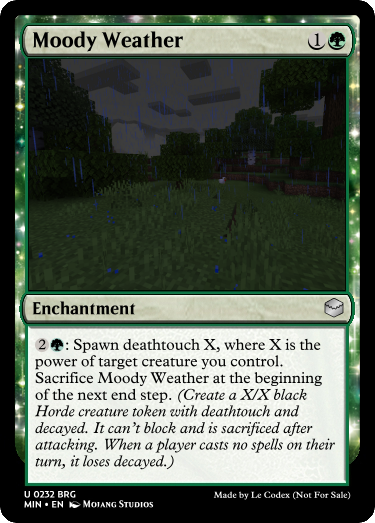 Moody Weather 1
Enchantment
2 : Spawn deathtouch X, where X is the
power of target creature you control.
Sacrifice Moody Weather at the beginning
of the next end step. (Create a X/X black
Horde creature token with deathtouch and
decayed. It can't block and is sacrificed after
attacking. When a player casts no spells on their
turn, it loses decayed.)
U 0232 BRG
MIN • EN Mojang Studios
Made by Le Codex (Not For Sale)